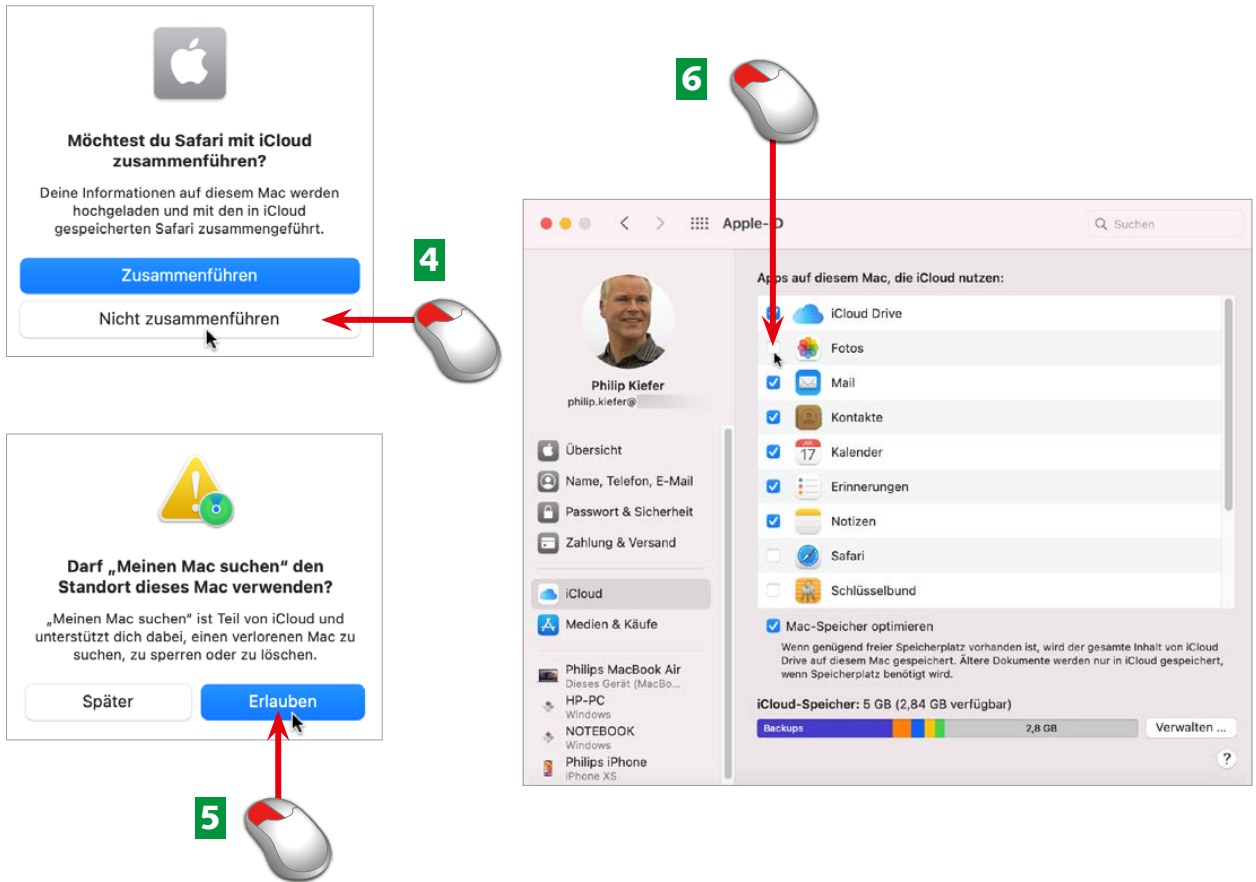 Möchtest du Safari mit iCloud
zusammenführen?
Deine Informationen auf diesem Mac werden
hochgeladen und mit den in iCloud
gespeicherten Safari zusammengeführt.
Zusammenführen
Nicht zusammenführen
4
Darf „Meinen Mac suchen" den
Standort dieses Mac verwenden?
„Meinen Mac suchen" ist Teil von iCloud und
unterstützt dich dabei, einen verlorenen Mac zu
suchen, zu sperren oder zu löschen.
Später
Erlauben
5
6
Apple-ID
Suchen
Philip Kiefer
philip.kiefer@
Übersicht
Name, Telefon, E-Mail
Passwort & Sicherheit
Zahlung & Versand
iCloud
Medien & Käufe
Philips MacBook Air
Dieses Gerät (MacBo...
HP-PC
Windows
NOTEBOOK
Windows
Philips iPhone
iPhone XS
Apps auf diesem Mac, die iCloud nutzen:
iCloud Drive
Fotos
Mail
Kontakte
JUL
17
Kalender
Erinnerungen
Notizen
Safari
Schlüsselbund
Mac-Speicher optimieren
Wenn genügend freier Speicherplatz vorhanden ist, wird der gesamte Inhalt von iCloud
Drive auf diesem Mac gespeichert. Ältere Dokumente werden nur in iCloud gespeichert,
wenn Speicherplatz benötigt wird.
iCloud-Speicher: 5 GB (2,84 GB verfügbar)
Backups
2,8 GB
Verwalten ...
?